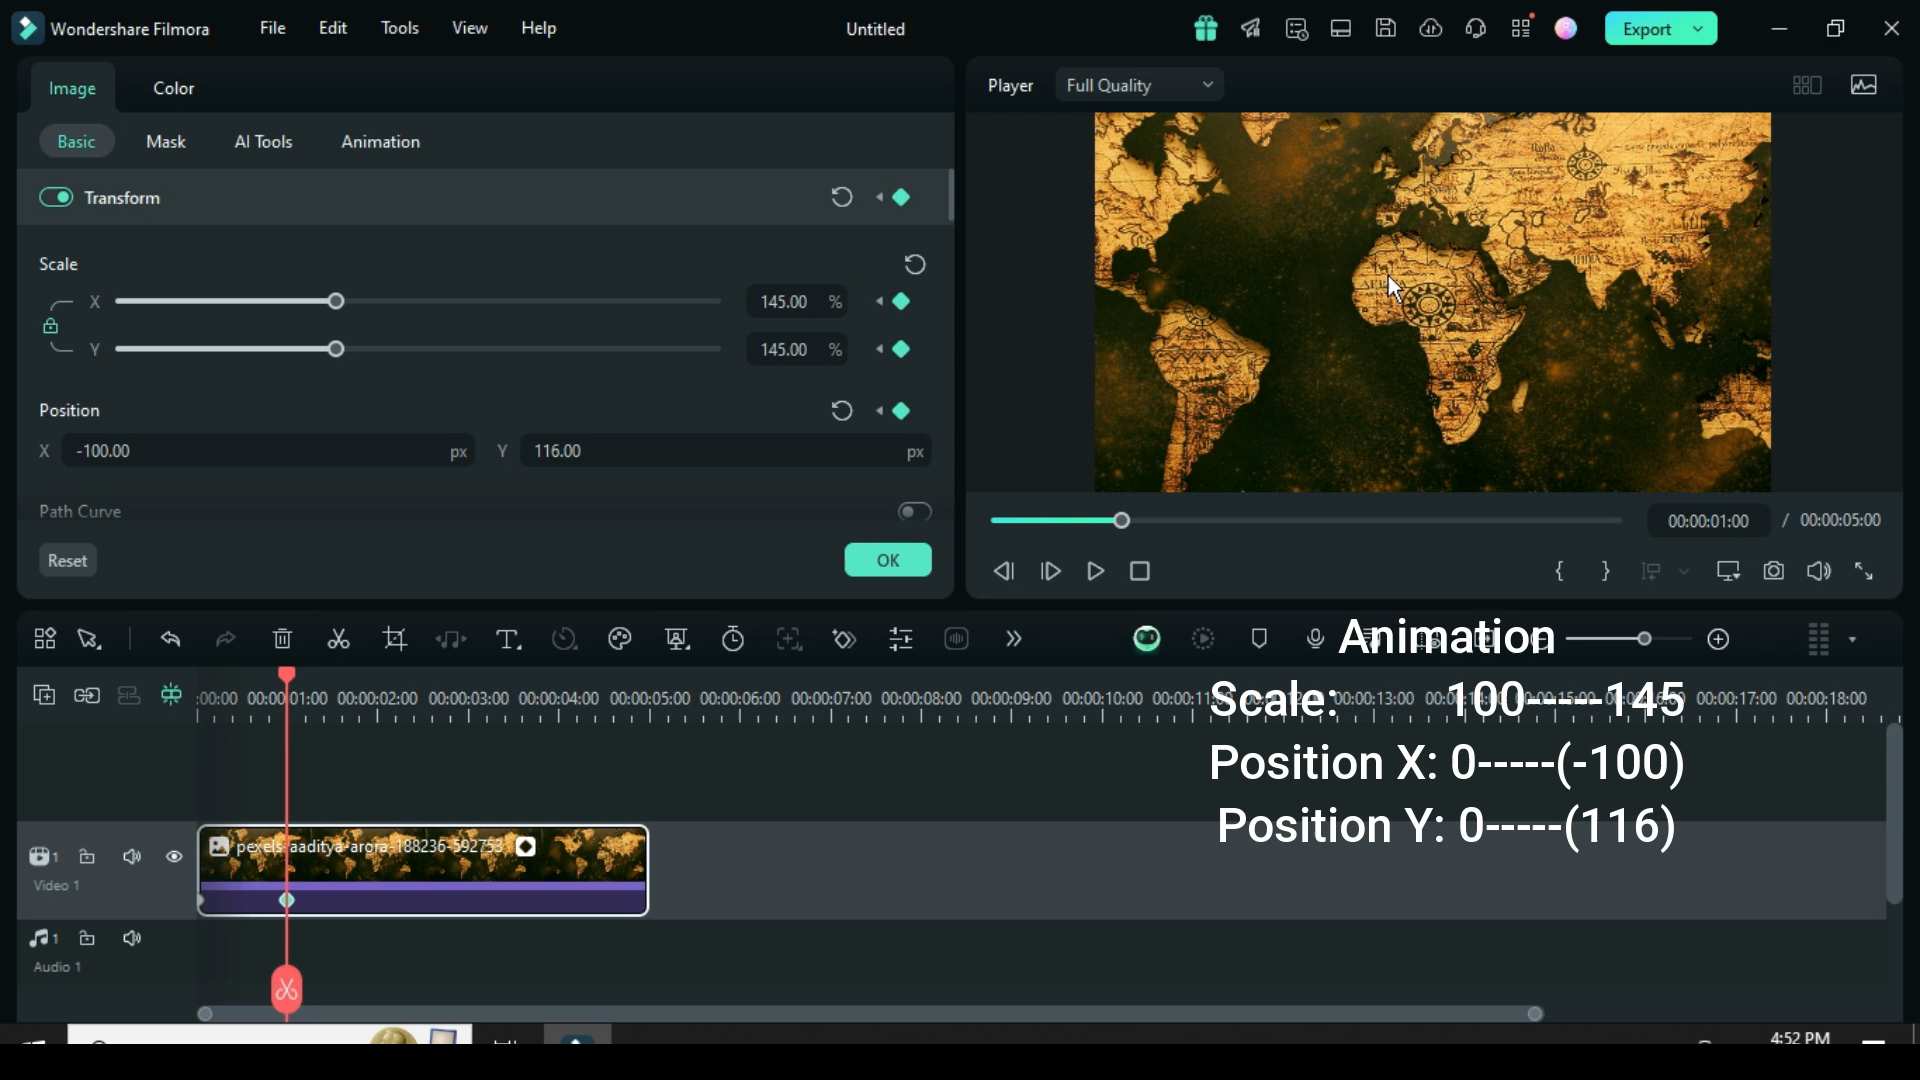 Wondershare Filmora File Edit Tools View Help Untitled Export
Image Color
Player Full Quality
Basic Mask AI Tools Animation
Transform
Scale
X 145.00 %
Y 145.00 %
Position
X -100.00 px Y 116.00 px
Path Curve
Reset OK
00:00:01:00 / 00:00:05:00
Animation
:00:00 00:00:01:00 00:00:02:00 00:00:03:00 00:00:04:00 00:00:05:00 00:00:06:00 00:00:07:00 00:00:08:00 00:00:09:00 00:00:10:00 00:00:13:00 00:00:17:00 00:00:18:00
Scale: 100-----145
Position X: 0-----(-100)
Position Y: 0-----(116)
pexels-aaditya-arora-188236-592753
1
Video 1
1
Audio 1
4:52 PM
INDIA